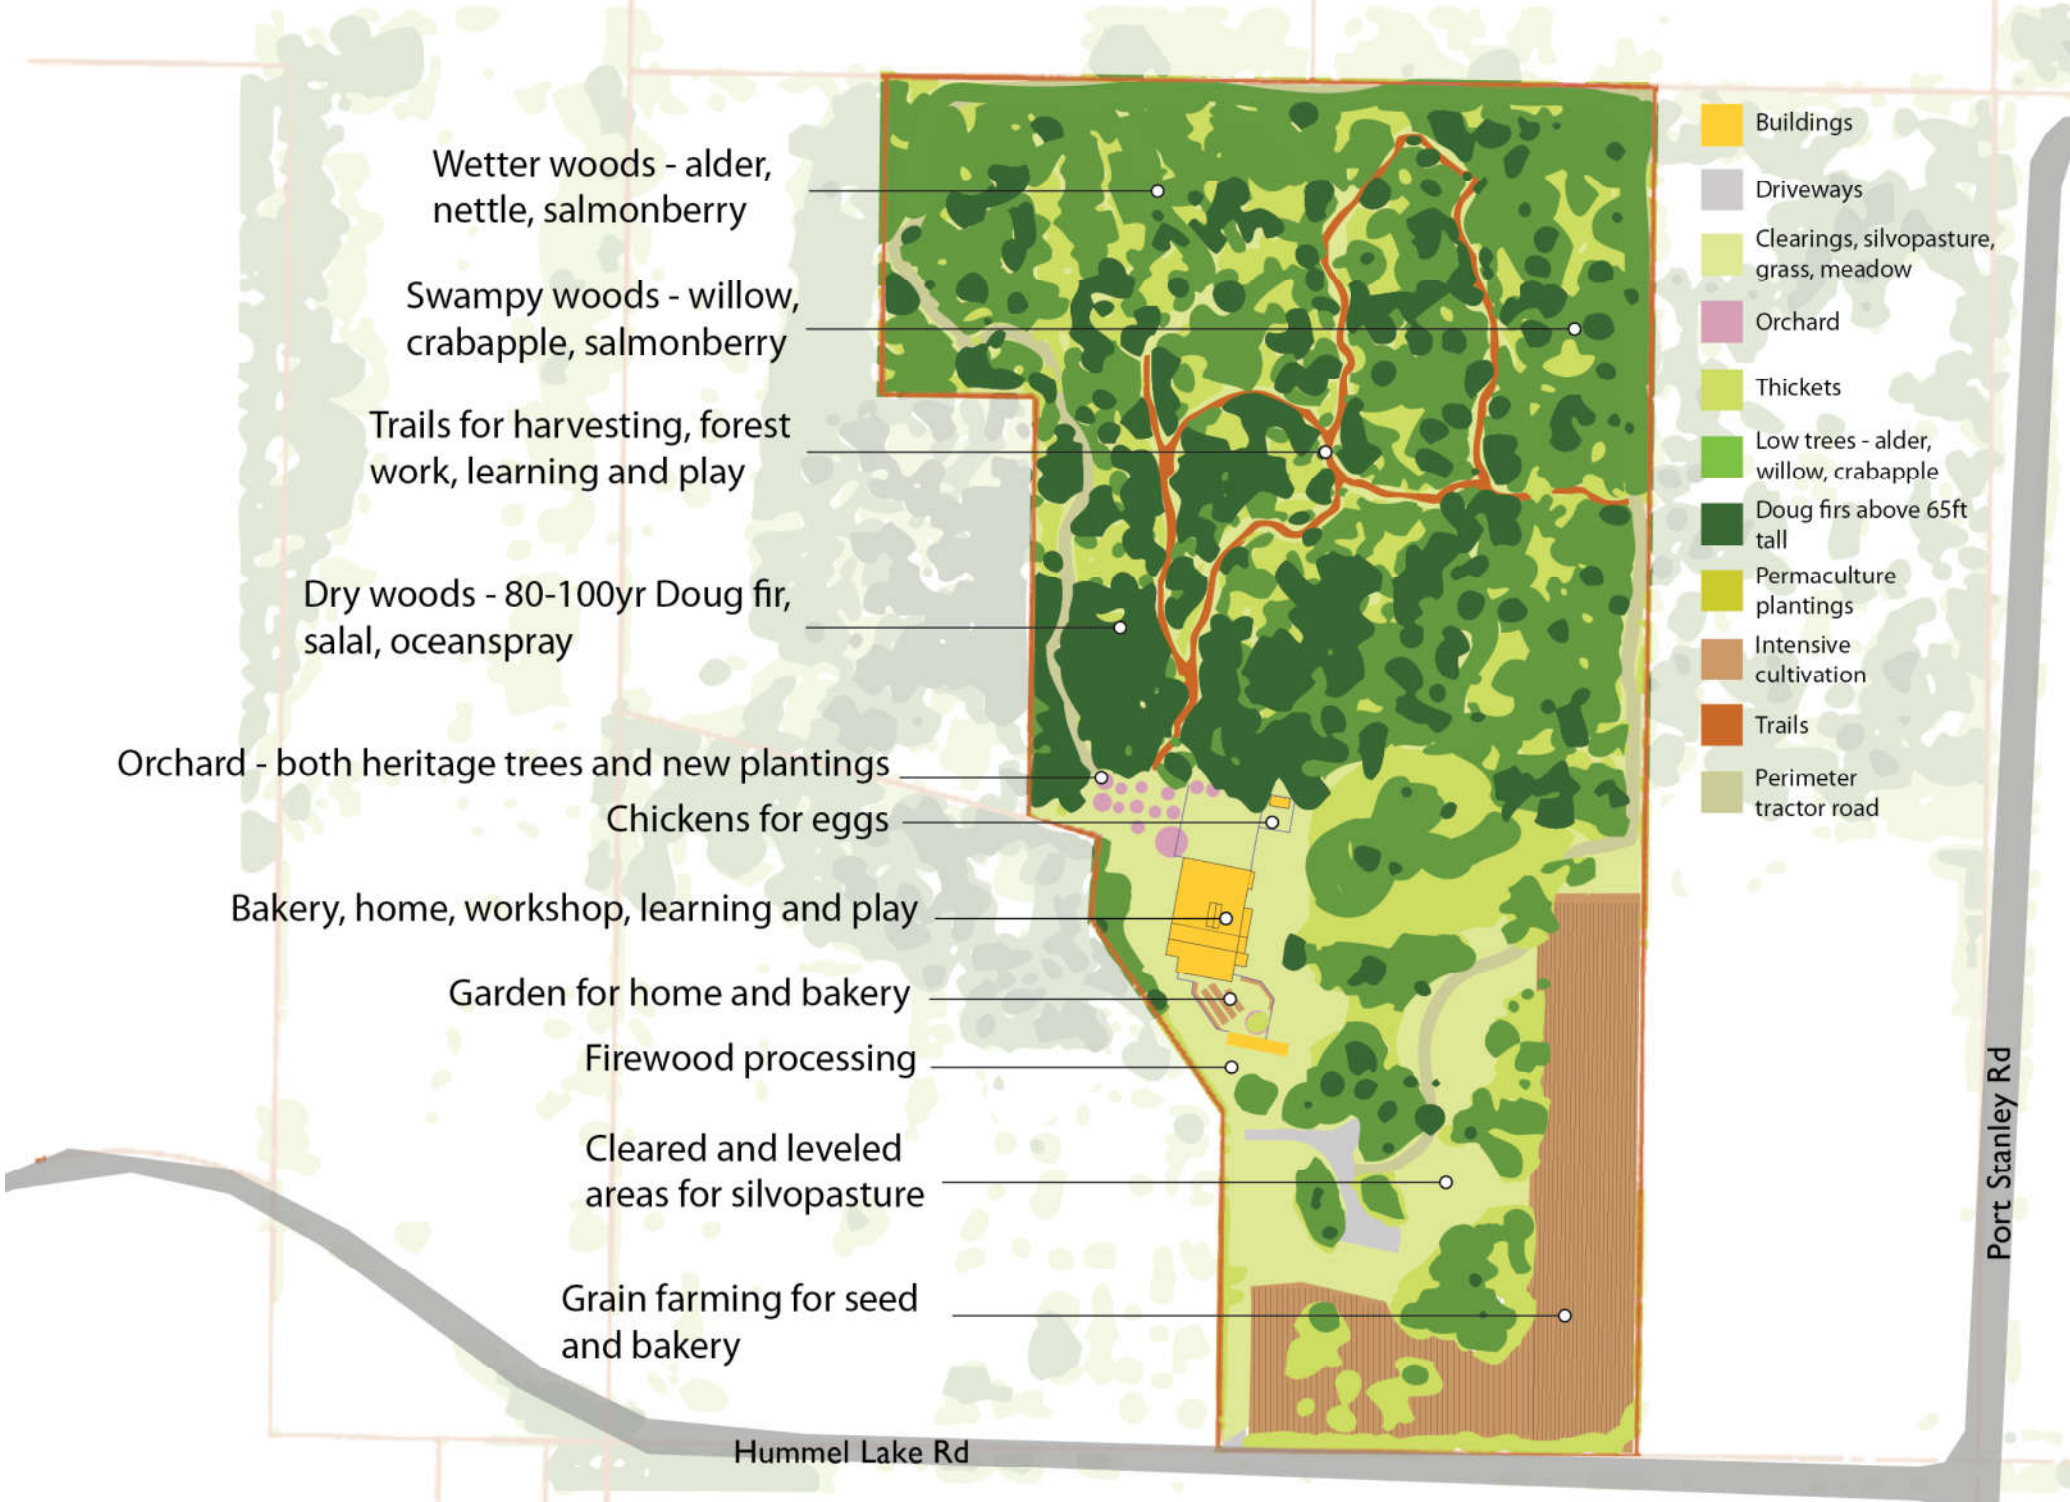 Wetter woods - alder,
nettle, salmonberry
Swampy woods - willow,
crabapple, salmonberry
Trails for harvesting, forest
work, learning and play
Dry woods - 80-100yr Doug fir,
salal, oceanspray
Orchard - both heritage trees and new plantings
Chickens for eggs
Bakery, home, workshop, learning and play
Garden for home and bakery
Firewood processing
Cleared and leveled
areas for silvopasture
Grain farming for seed
and bakery
Buildings
Driveways
Clearings, silvopasture,
grass, meadow
Orchard
Thickets
Low trees - alder,
willow, crabapple
Doug firs above 65ft
tall
Permaculture
plantings
Intensive
cultivation
Trails
Perimeter
tractor road
Port Stanley Rd
Hummel Lake Rd